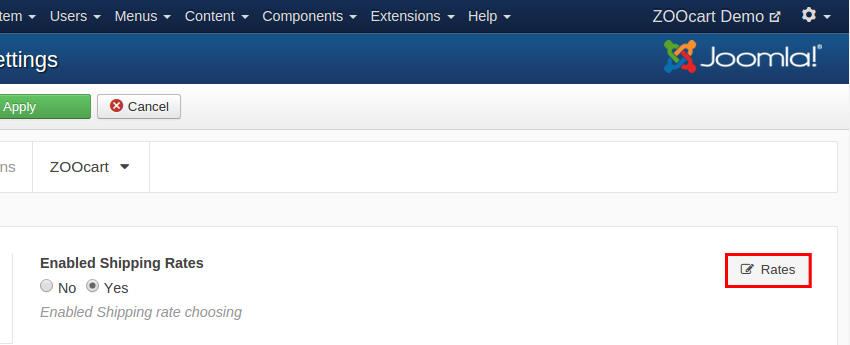 tem Users Menus Content Components Extensions Help ZOOcart Demo
ettings Joomla!®
Apply Cancel
ns ZOOcart
Enabled Shipping Rates
Rates
No Yes
Enabled Shipping rate choosing